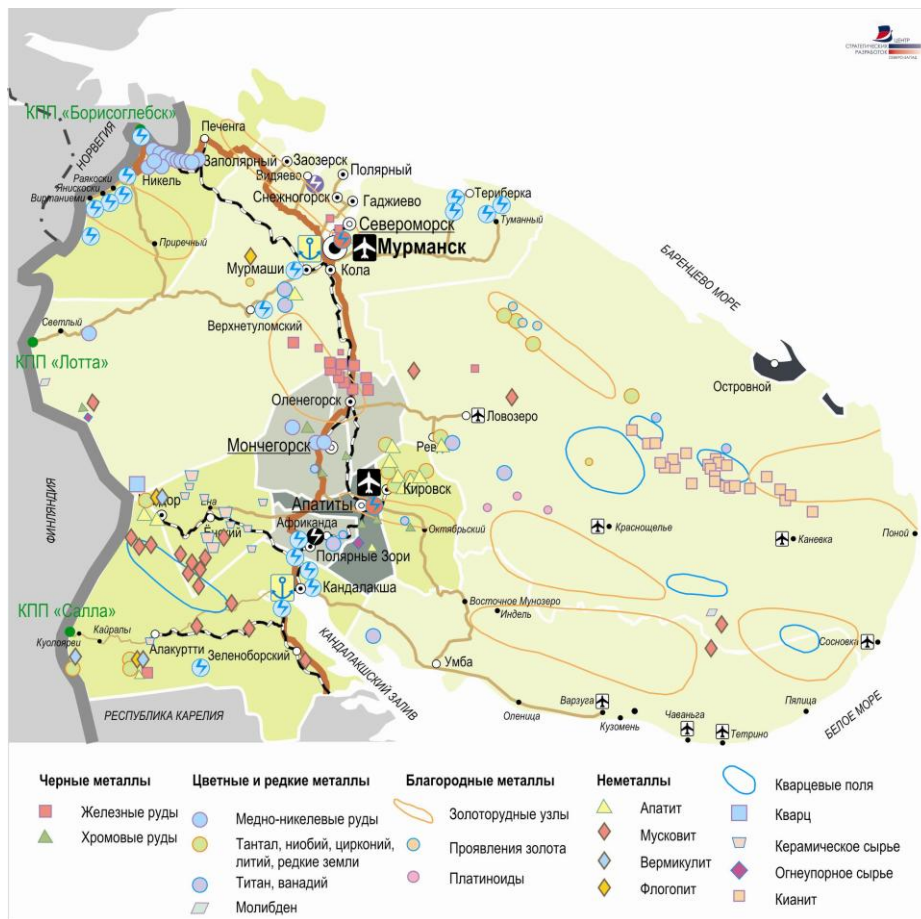 ЦЕНТР
СТРАТЕГИЧЕСКИХ
РАЗРАБОТОК
СЕВЕРО-ЗАПАД
КПП «Борисоглебск»
Печенга
НОРВЕГИЯ
Заполярный
Заозерск
Видяево
Полярный
Раякоски
Никель
Янискоски
Виртаниеми
Снежногорск
Гаджиево
Териберка
Туманный
Североморск
Мурманск
Приречный
Мурмаши
Кола
БАРЕНЦЕВО МОРЕ
Верхнетуломский
Светлый
КПП «Лотта»
Островной
Оленегорск
Ловозеро
Мончегорск
Рев
Кировск
ФИНЛЯНДИЯ
Ена
Апатиты
Африканда
Октябрьский
Краснощелье
Каневка
Поной
Полярные Зори
Кандалакша
КПП «Салла»
Куолоярви
Кайралы
Алакуртти
Зеленоборский
Восточное Мунозеро
Индель
Сосновка
КАНДАЛАКШСКИЙ ЗАЛИВ
Умба
РЕСПУБЛИКА КАРЕЛИЯ
Оленица
Варзуга
Кузомень
Чаваньга
Тетрино
Пялица
БЕЛОЕ МОРЕ
Черные металлы
Железные руды
Хромовые руды
Цветные и редкие металлы
Медно-никелевые руды
Тантал, ниобий, цирконий,
литий, редкие земли
Титан, ванадий
Молибден
Благородные металлы
Золоторудные узлы
Проявления золота
Платиноиды
Неметаллы
Апатит
Мусковит
Вермикулит
Флогопит
Кварцевые поля
Кварц
Керамическое сырье
Огнеупорное сырье
Кианит